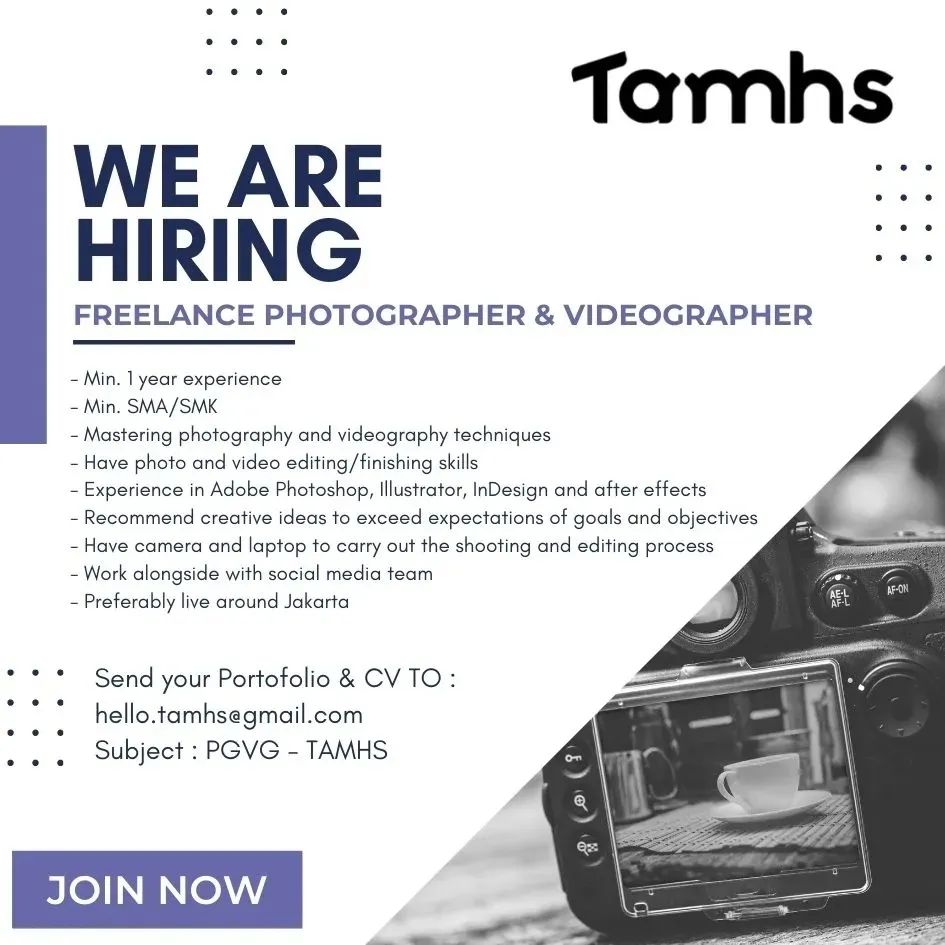 Tamhs
WE ARE
HIRING
FREELANCE PHOTOGRAPHER & VIDEOGRAPHER
- Min. 1 year experience
- Min. SMA/SMK
- Mastering photography and videography techniques
- Have photo and video editing/finishing skills
- Experience in Adobe Photoshop, Illustrator, InDesign and after effects
- Recommend creative ideas to exceed expectations of goals and objectives
- Have camera and laptop to carry out the shooting and editing process
- Work alongside with social media team
- Preferably live around Jakarta
Send your Portofolio & CV TO :
hello.tamhs@gmail.com
Subject : PGVG - TAMHS
JOIN NOW
AE-L
AF-L
AF-ON